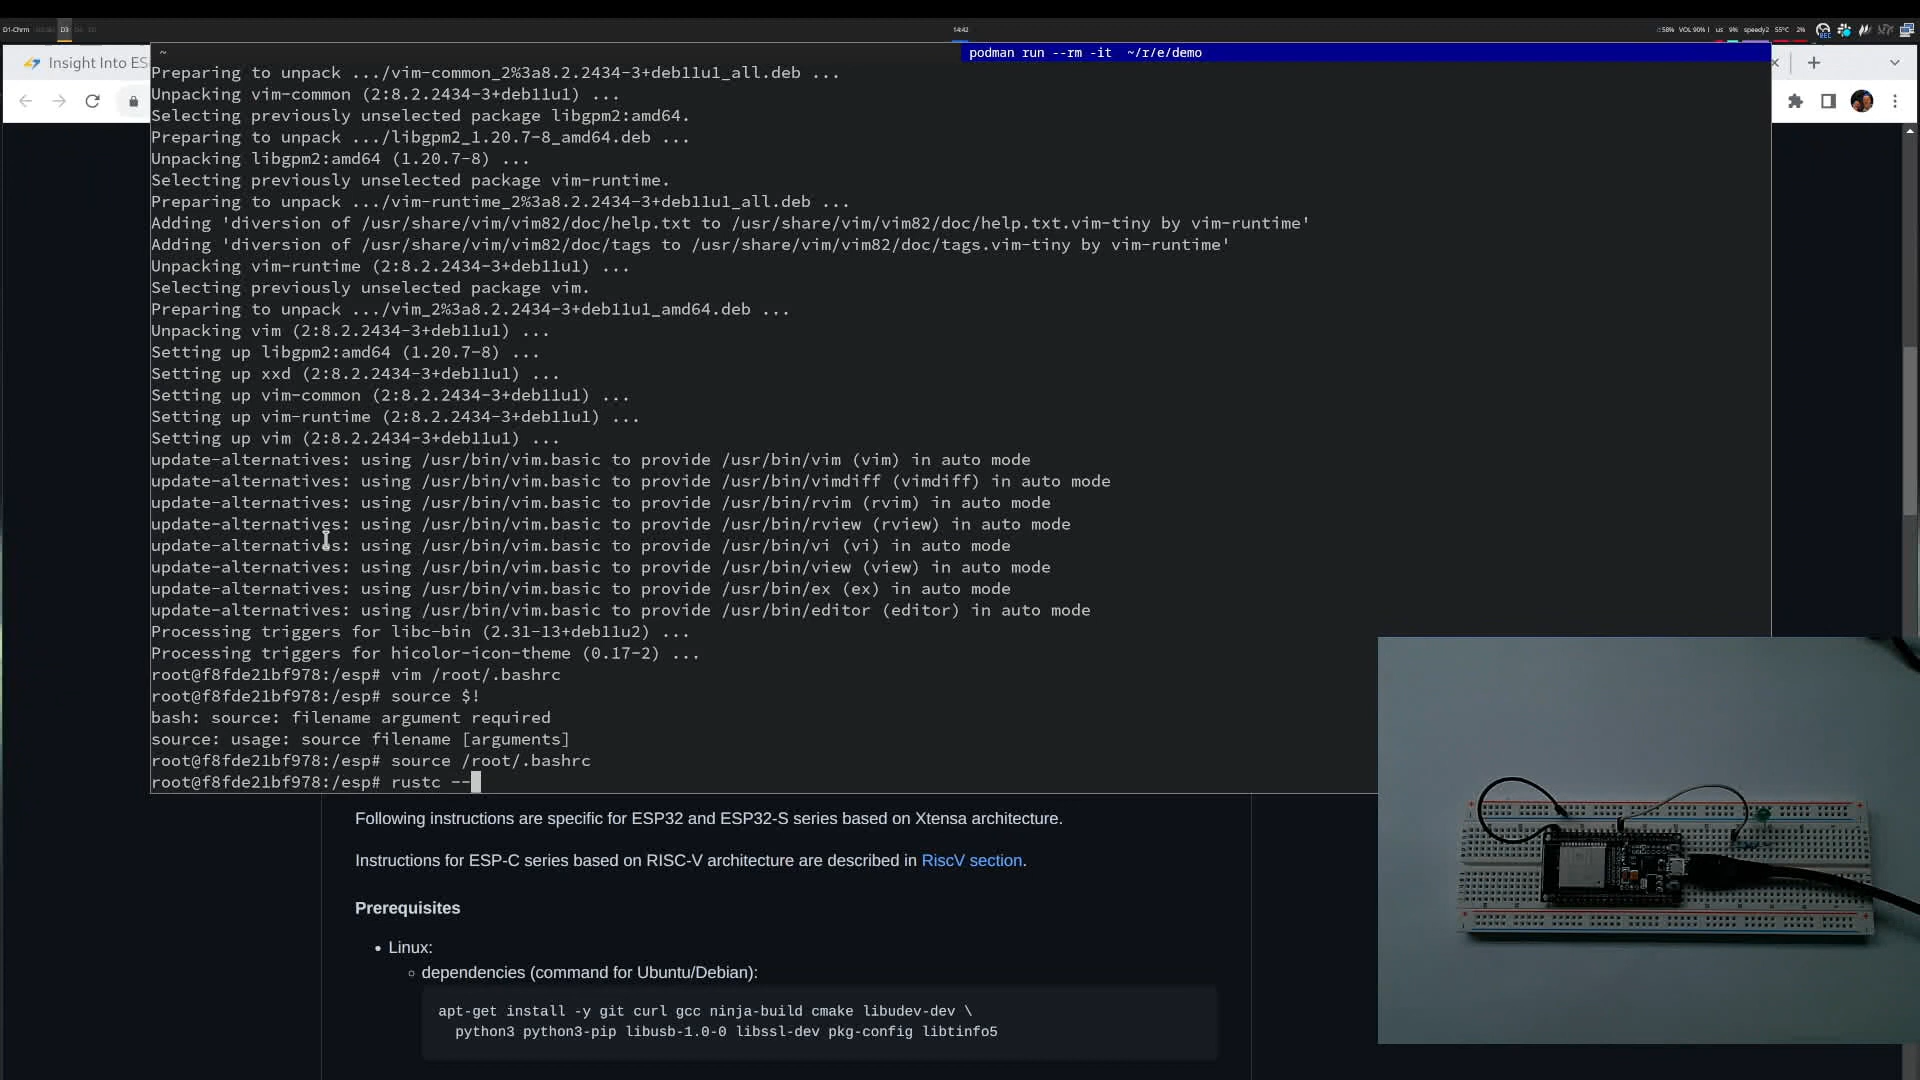 D1-Chrm
D3
14:42
58%
VOL 90%
us
9%
speedy2
55°C
2%
Insight Into ES
~
podman run --rm -it  ~/r/e/demo
Preparing to unpack .../vim-common_2%3a8.2.2434-3+deb11u1_all.deb ...
Unpacking vim-common (2:8.2.2434-3+deb11u1) ...
Selecting previously unselected package libgpm2:amd64.
Preparing to unpack .../libgpm2_1.20.7-8_amd64.deb ...
Unpacking libgpm2:amd64 (1.20.7-8) ...
Selecting previously unselected package vim-runtime.
Preparing to unpack .../vim-runtime_2%3a8.2.2434-3+deb11u1_all.deb ...
Adding 'diversion of /usr/share/vim/vim82/doc/help.txt to /usr/share/vim/vim82/doc/help.txt.vim-tiny by vim-runtime'
Adding 'diversion of /usr/share/vim/vim82/doc/tags to /usr/share/vim/vim82/doc/tags.vim-tiny by vim-runtime'
Unpacking vim-runtime (2:8.2.2434-3+deb11u1) ...
Selecting previously unselected package vim.
Preparing to unpack .../vim_2%3a8.2.2434-3+deb11u1_amd64.deb ...
Unpacking vim (2:8.2.2434-3+deb11u1) ...
Setting up libgpm2:amd64 (1.20.7-8) ...
Setting up xxd (2:8.2.2434-3+deb11u1) ...
Setting up vim-common (2:8.2.2434-3+deb11u1) ...
Setting up vim-runtime (2:8.2.2434-3+deb11u1) ...
Setting up vim (2:8.2.2434-3+deb11u1) ...
update-alternatives: using /usr/bin/vim.basic to provide /usr/bin/vim (vim) in auto mode
update-alternatives: using /usr/bin/vim.basic to provide /usr/bin/vimdiff (vimdiff) in auto mode
update-alternatives: using /usr/bin/vim.basic to provide /usr/bin/rvim (rvim) in auto mode
update-alternatives: using /usr/bin/vim.basic to provide /usr/bin/rview (rview) in auto mode
update-alternatives: using /usr/bin/vim.basic to provide /usr/bin/vi (vi) in auto mode
update-alternatives: using /usr/bin/vim.basic to provide /usr/bin/view (view) in auto mode
update-alternatives: using /usr/bin/vim.basic to provide /usr/bin/ex (ex) in auto mode
update-alternatives: using /usr/bin/vim.basic to provide /usr/bin/editor (editor) in auto mode
Processing triggers for libc-bin (2.31-13+deb11u2) ...
Processing triggers for hicolor-icon-theme (0.17-2) ...
root@f8fde21bf978:/esp# vim /root/.bashrc
root@f8fde21bf978:/esp# source $!
bash: source: filename argument required
source: usage: source filename [arguments]
root@f8fde21bf978:/esp# source /root/.bashrc
root@f8fde21bf978:/esp# rustc --
Following instructions are specific for ESP32 and ESP32-S series based on Xtensa architecture.
Instructions for ESP-C series based on RISC-V architecture are described in RiscV section.
Prerequisites
• Linux:
○ dependencies (command for Ubuntu/Debian):
apt-get install -y git curl gcc ninja-build cmake libudev-dev \
python3 python3-pip libusb-1.0-0 libssl-dev pkg-config libtinfo5